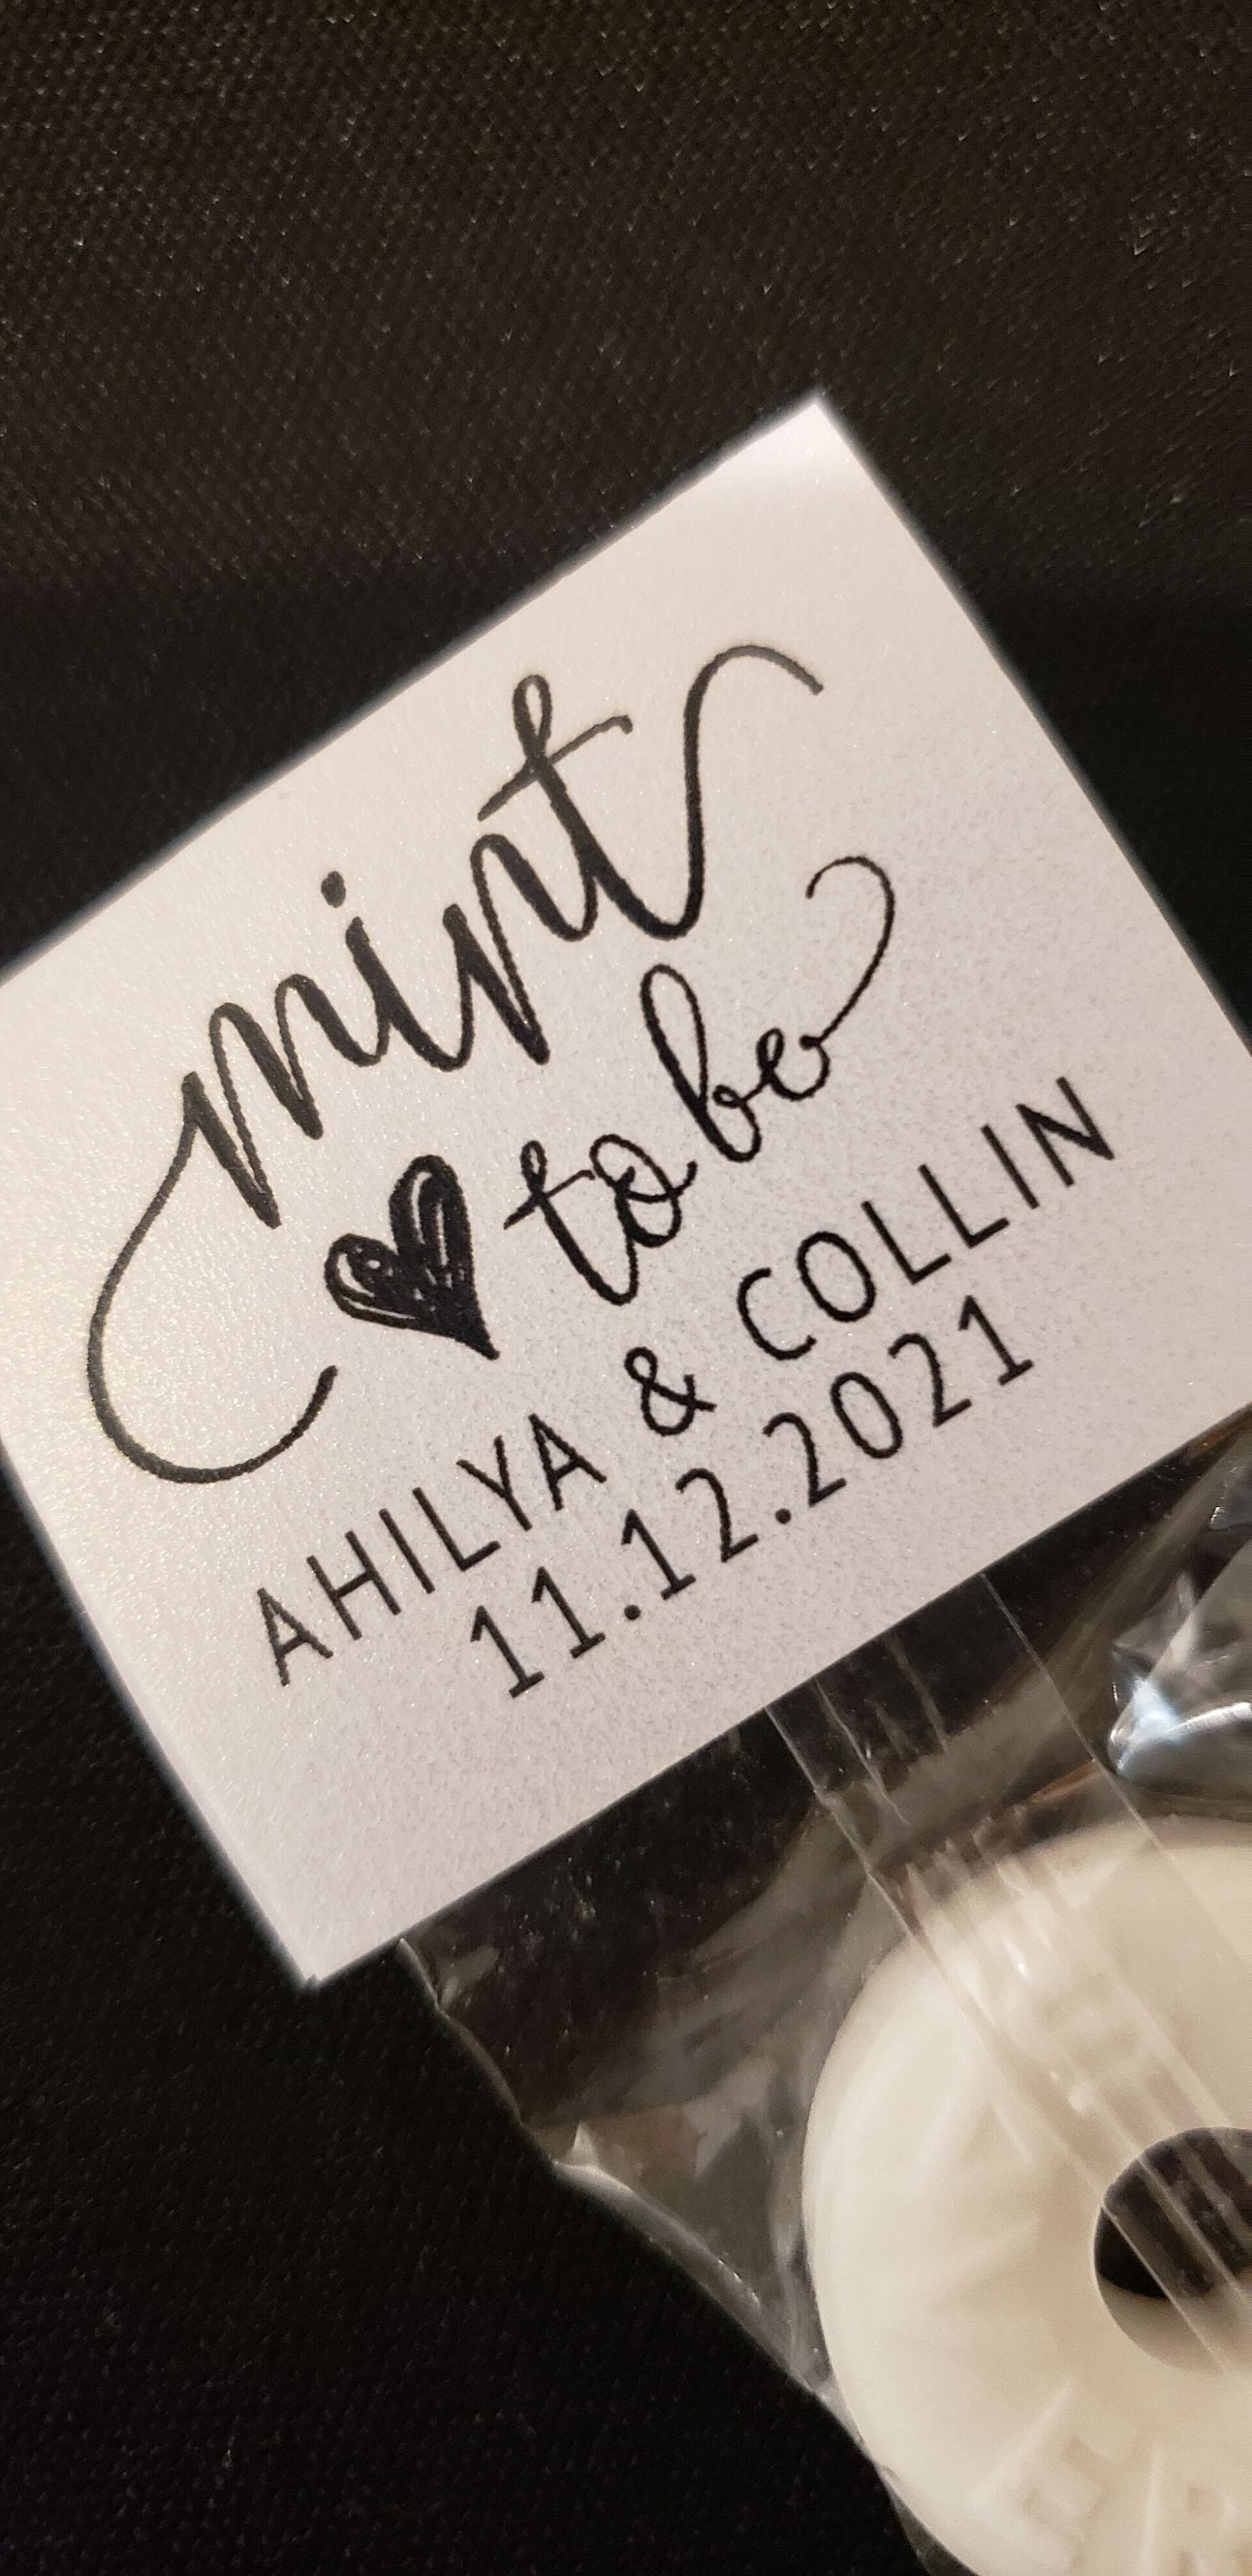 mint
to be
AHILYA & COLLIN
11.12.2021